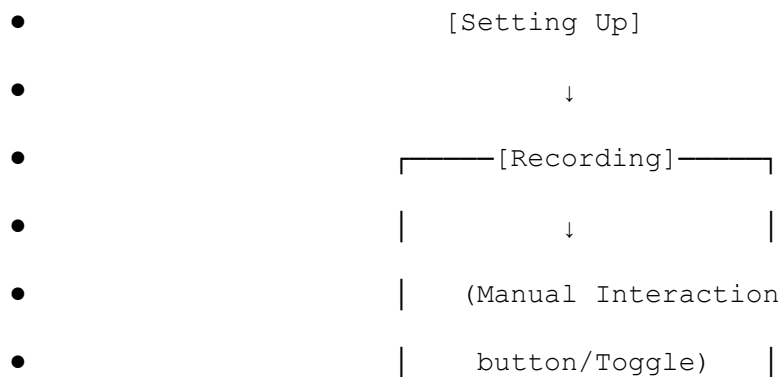 ● [Setting Up]
● ↓
● ┌─────[Recording]─────┐
● │ ↓ │
● │ (Manual Interaction
● │ button/Toggle) │